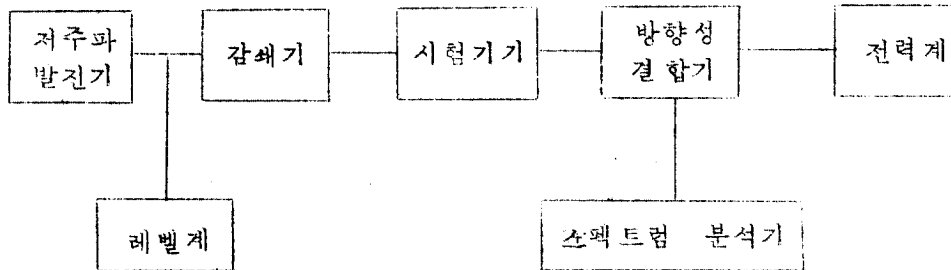 저주파
발진기
감쇄기
시험기기
방향성
결합기
전력계
레벨계
스펙트럼 분석기